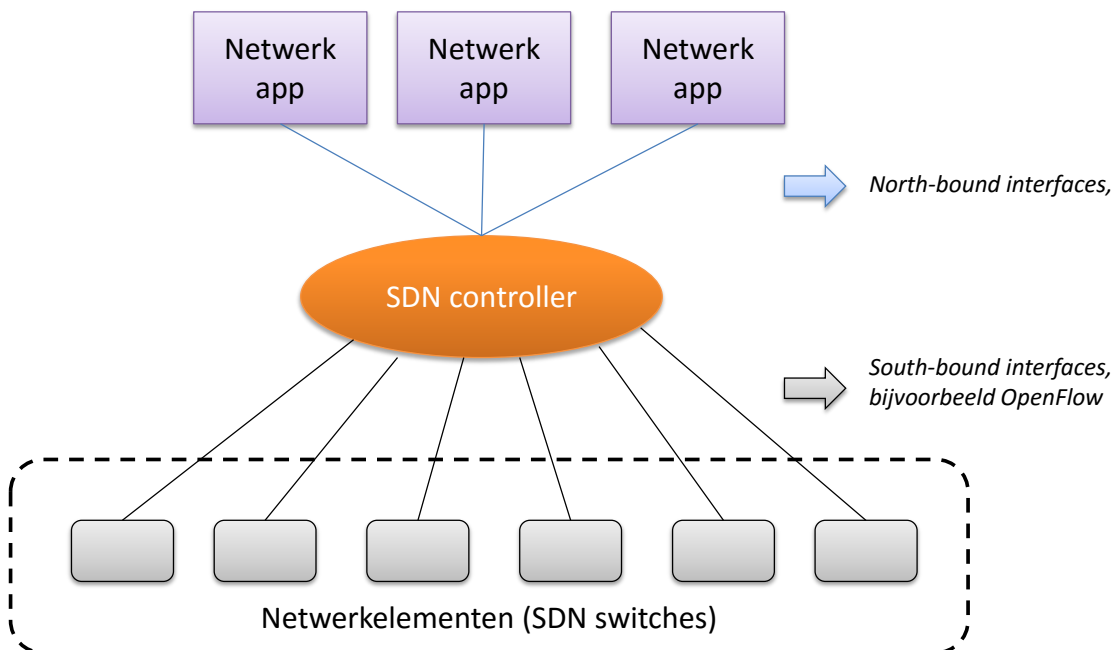 Netwerk
app
Netwerk
app
Netwerk
app
North-bound interfaces,
SDN controller
South-bound interfaces,
bijvoorbeeld OpenFlow
Netwerkelementen (SDN switches)